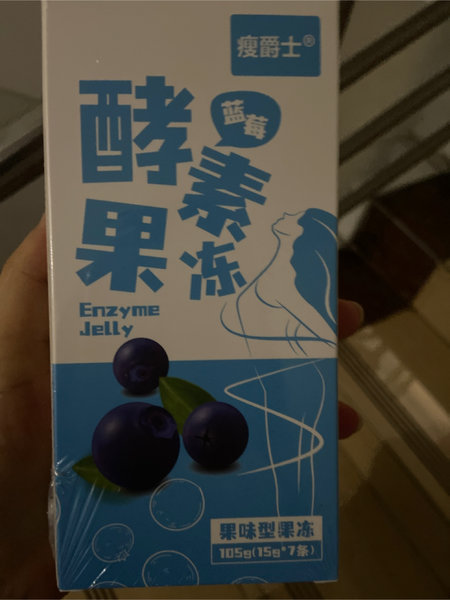 瘦爵士®
蓝莓
酵素
果冻
Enzyme
Jelly
果味型果冻
105g(15g*7条)